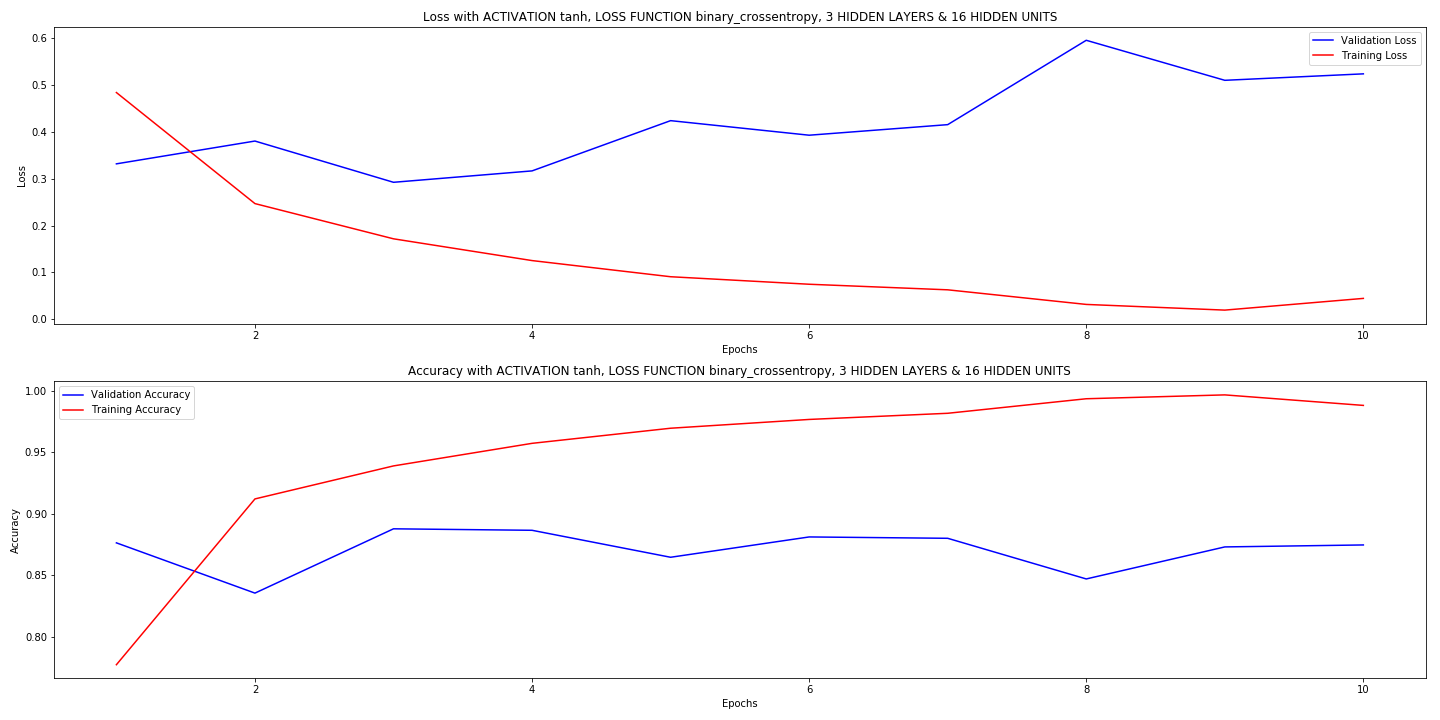 Loss with ACTIVATION tanh, LOSS FUNCTION binary_crossentropy, 3 HIDDEN LAYERS & 16 HIDDEN UNITS
Validation Loss
Training Loss
0.6
0.5
0.4
0.3
0.2
0.1
0.0
Loss
2 4 6 8 10
Epochs
Accuracy with ACTIVATION tanh, LOSS FUNCTION binary_crossentropy, 3 HIDDEN LAYERS & 16 HIDDEN UNITS
Validation Accuracy
Training Accuracy
1.00
0.95
0.90
0.85
0.80
Accuracy
2 4 6 8 10
Epochs